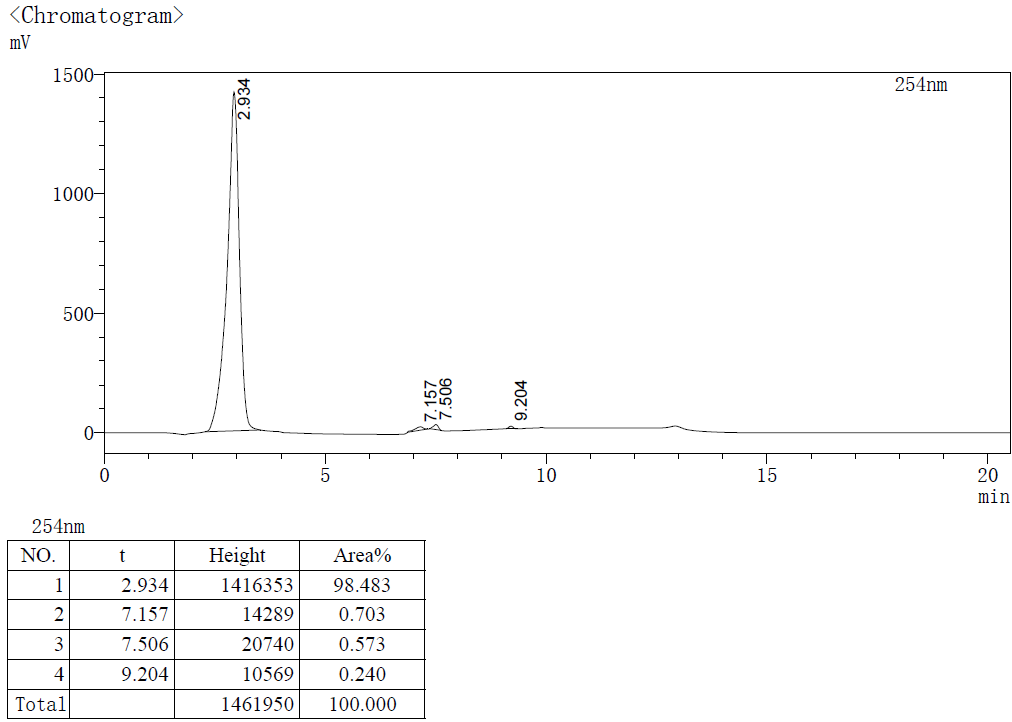 <Chromatogram>
mV
1500
254nm
2.934
1000
500
7.157
7.506
9.204
0
0 5 10 15 20
min
254nm
NO. t Height Area%
1 2.934 1416353 98.483
2 7.157 14289 0.703
3 7.506 20740 0.573
4 9.204 10569 0.240
Total 1461950 100.000